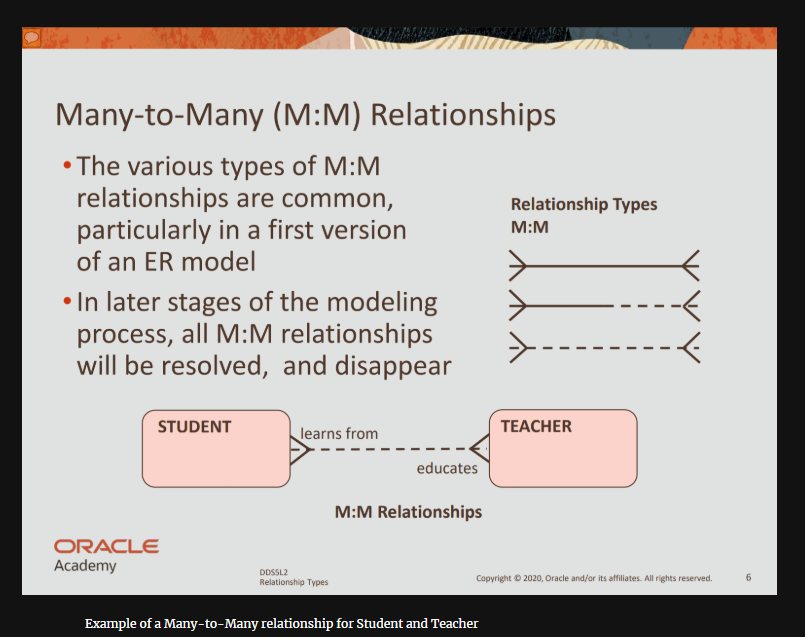 Many-to-Many (M:M) Relationships
• The various types of M:M
relationships are common,
particularly in a first version
of an ER model
• In later stages of the modeling
process, all M:M relationships
will be resolved,  and disappear
Relationship Types
M:M
STUDENT
learns from
TEACHER
educates
M:M Relationships
ORACLE
Academy
DDS5L2
Relationship Types
Copyright © 2020, Oracle and/or its affiliates. All rights reserved.
6
Example of a Many-to-Many relationship for Student and Teacher